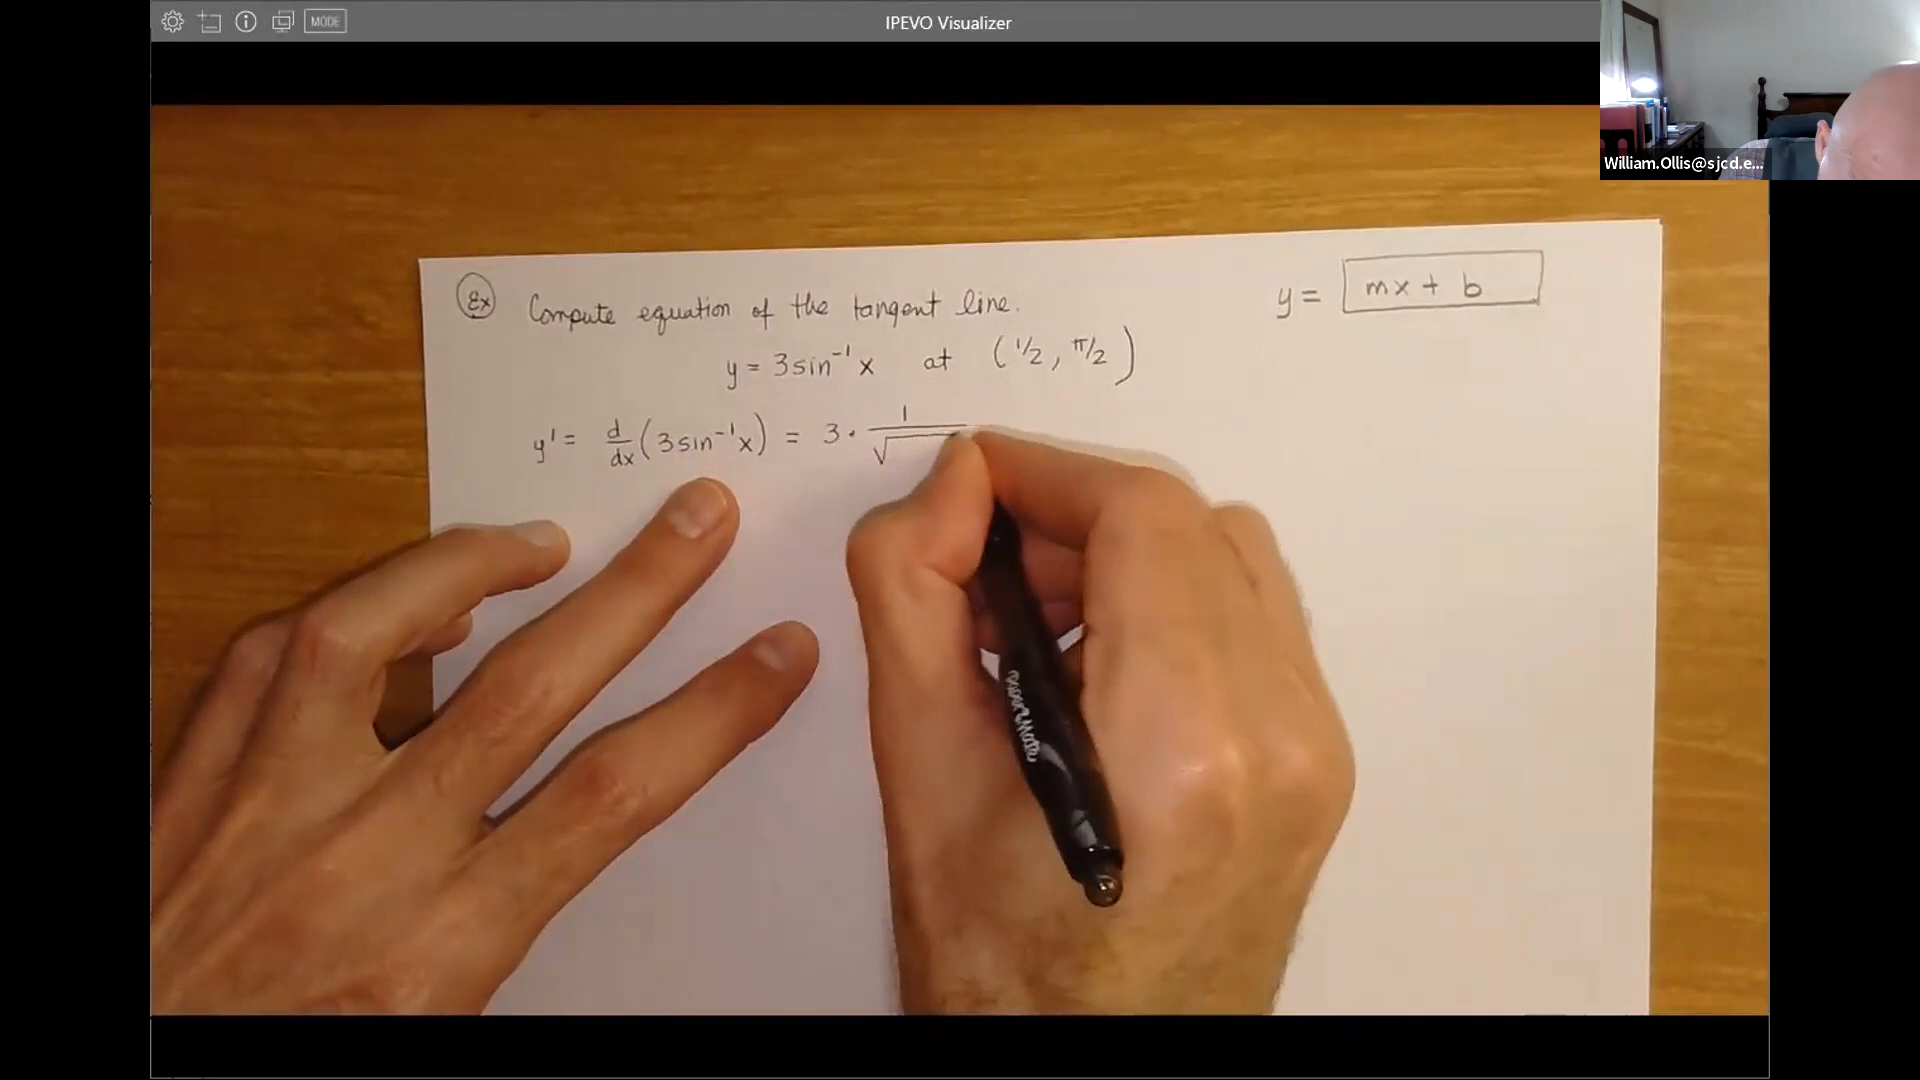 MODE
IPEVO Visualizer
William.Ollis@sjcd.e...
Ex Compute equation of the tangent line.
y = mx + b
y = 3sin⁻¹x at (1/2, π/2)
y' = d/dx (3sin⁻¹x) = 3 · 1/√